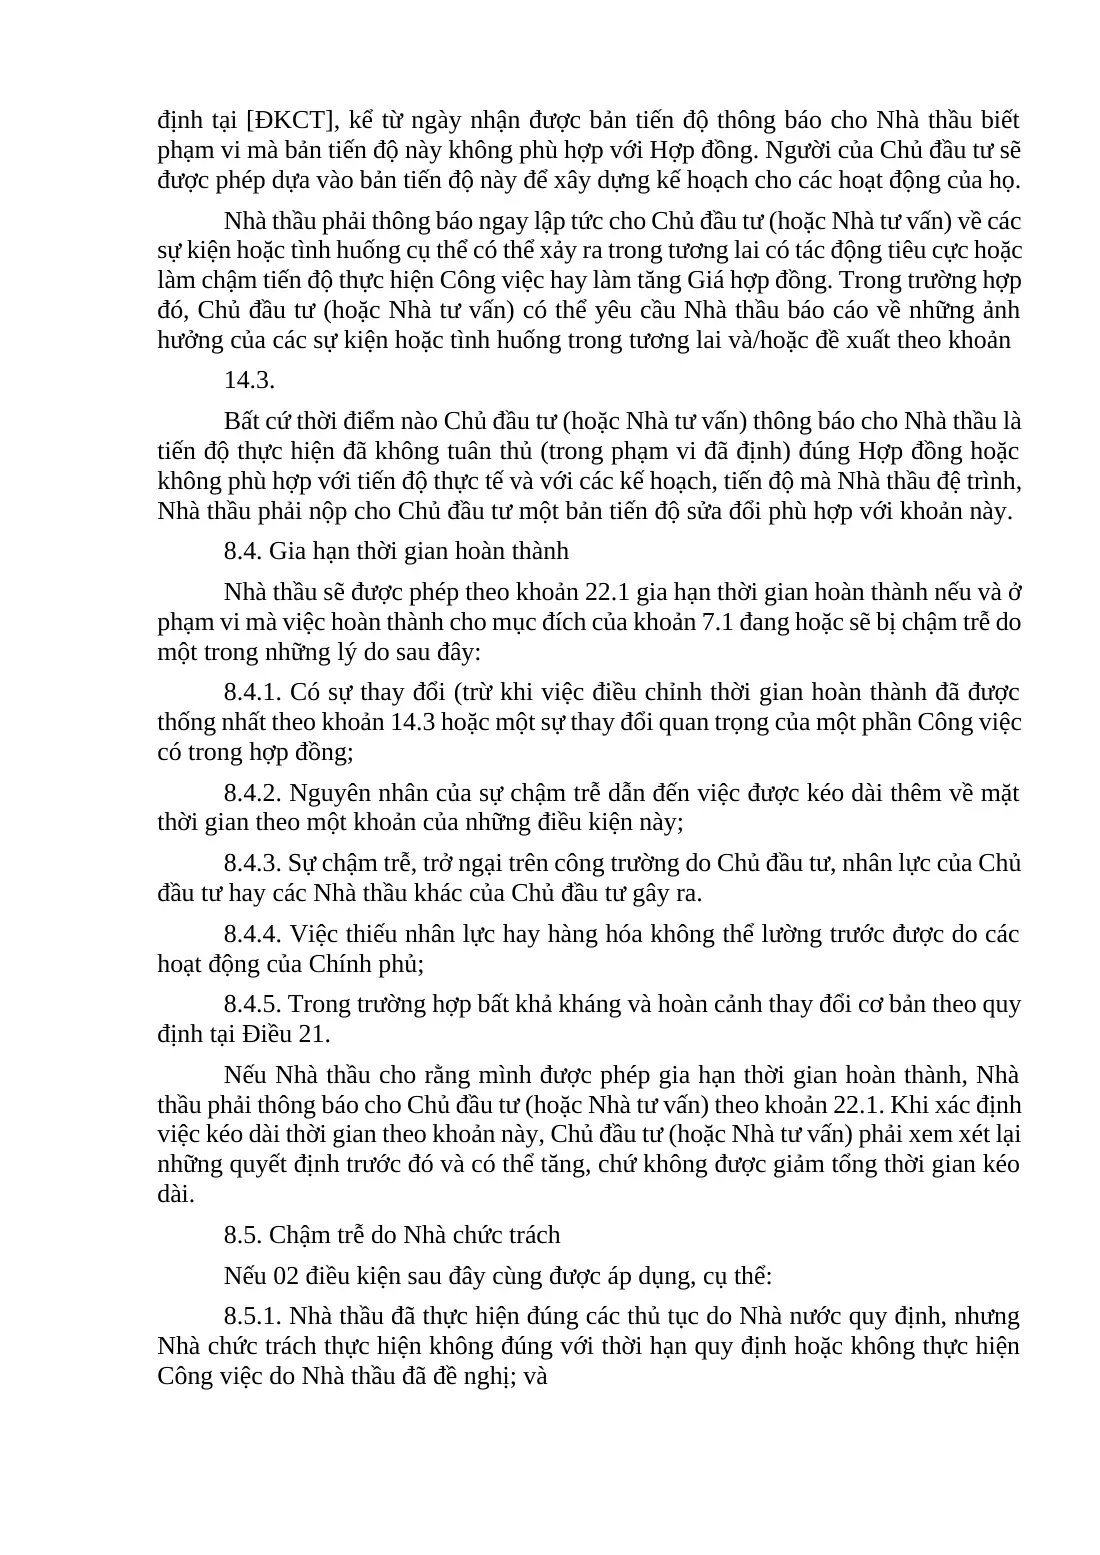 định tại [ĐKCT], kể từ ngày nhận được bản tiến độ thông báo cho Nhà thầu biết
phạm vi mà bản tiến độ này không phù hợp với Hợp đồng. Người của Chủ đầu tư sẽ
được phép dựa vào bản tiến độ này để xây dựng kế hoạch cho các hoạt động của họ.
Nhà thầu phải thông báo ngay lập tức cho Chủ đầu tư (hoặc Nhà tư vấn) về các
sự kiện hoặc tình huống cụ thể có thể xảy ra trong tương lai có tác động tiêu cực hoặc
làm chậm tiến độ thực hiện Công việc hay làm tăng Giá hợp đồng. Trong trường hợp
đó, Chủ đầu tư (hoặc Nhà tư vấn) có thể yêu cầu Nhà thầu báo cáo về những ảnh
hưởng của các sự kiện hoặc tình huống trong tương lai và/hoặc đề xuất theo khoản
14.3.
Bất cứ thời điểm nào Chủ đầu tư (hoặc Nhà tư vấn) thông báo cho Nhà thầu là
tiến độ thực hiện đã không tuân thủ (trong phạm vi đã định) đúng Hợp đồng hoặc
không phù hợp với tiến độ thực tế và với các kế hoạch, tiến độ mà Nhà thầu đệ trình,
Nhà thầu phải nộp cho Chủ đầu tư một bản tiến độ sửa đổi phù hợp với khoản này.
8.4. Gia hạn thời gian hoàn thành
Nhà thầu sẽ được phép theo khoản 22.1 gia hạn thời gian hoàn thành nếu và ở
phạm vi mà việc hoàn thành cho mục đích của khoản 7.1 đang hoặc sẽ bị chậm trễ do
một trong những lý do sau đây:
8.4.1. Có sự thay đổi (trừ khi việc điều chỉnh thời gian hoàn thành đã được
thống nhất theo khoản 14.3 hoặc một sự thay đổi quan trọng của một phần Công việc
có trong hợp đồng;
8.4.2. Nguyên nhân của sự chậm trễ dẫn đến việc được kéo dài thêm về mặt
thời gian theo một khoản của những điều kiện này;
8.4.3. Sự chậm trễ, trở ngại trên công trường do Chủ đầu tư, nhân lực của Chủ
đầu tư hay các Nhà thầu khác của Chủ đầu tư gây ra.
8.4.4. Việc thiếu nhân lực hay hàng hóa không thể lường trước được do các
hoạt động của Chính phủ;
8.4.5. Trong trường hợp bất khả kháng và hoàn cảnh thay đổi cơ bản theo quy
định tại Điều 21.
Nếu Nhà thầu cho rằng mình được phép gia hạn thời gian hoàn thành, Nhà
thầu phải thông báo cho Chủ đầu tư (hoặc Nhà tư vấn) theo khoản 22.1. Khi xác định
việc kéo dài thời gian theo khoản này, Chủ đầu tư (hoặc Nhà tư vấn) phải xem xét lại
những quyết định trước đó và có thể tăng, chứ không được giảm tổng thời gian kéo
dài.
8.5. Chậm trễ do Nhà chức trách
Nếu 02 điều kiện sau đây cùng được áp dụng, cụ thể:
8.5.1. Nhà thầu đã thực hiện đúng các thủ tục do Nhà nước quy định, nhưng
Nhà chức trách thực hiện không đúng với thời hạn quy định hoặc không thực hiện
Công việc do Nhà thầu đã đề nghị; và